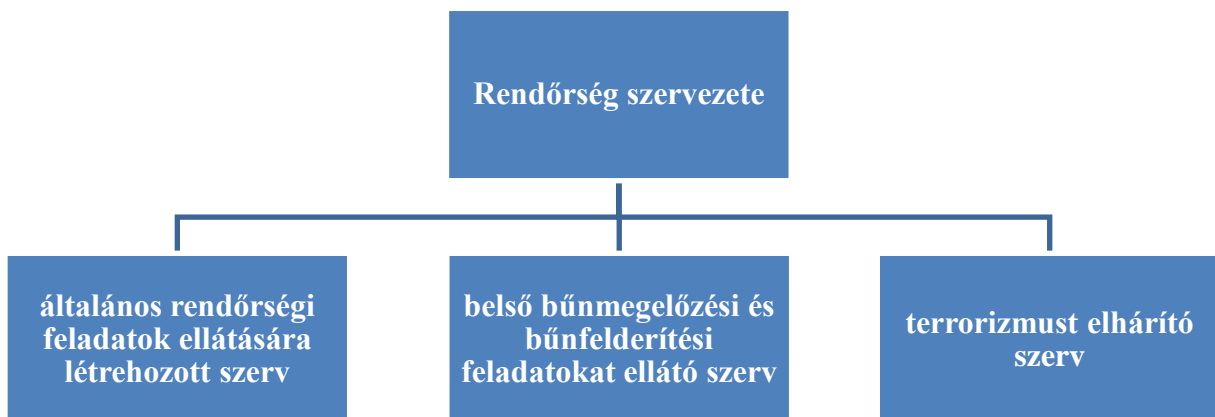 Rendőrség szervezete
általános rendőrségi
feladatok ellátására
létrehozott szerv
belső bűnmegelőzési és
bűnfelderítési
feladatokat ellátó szerv
terrorizmust elhárító
szerv